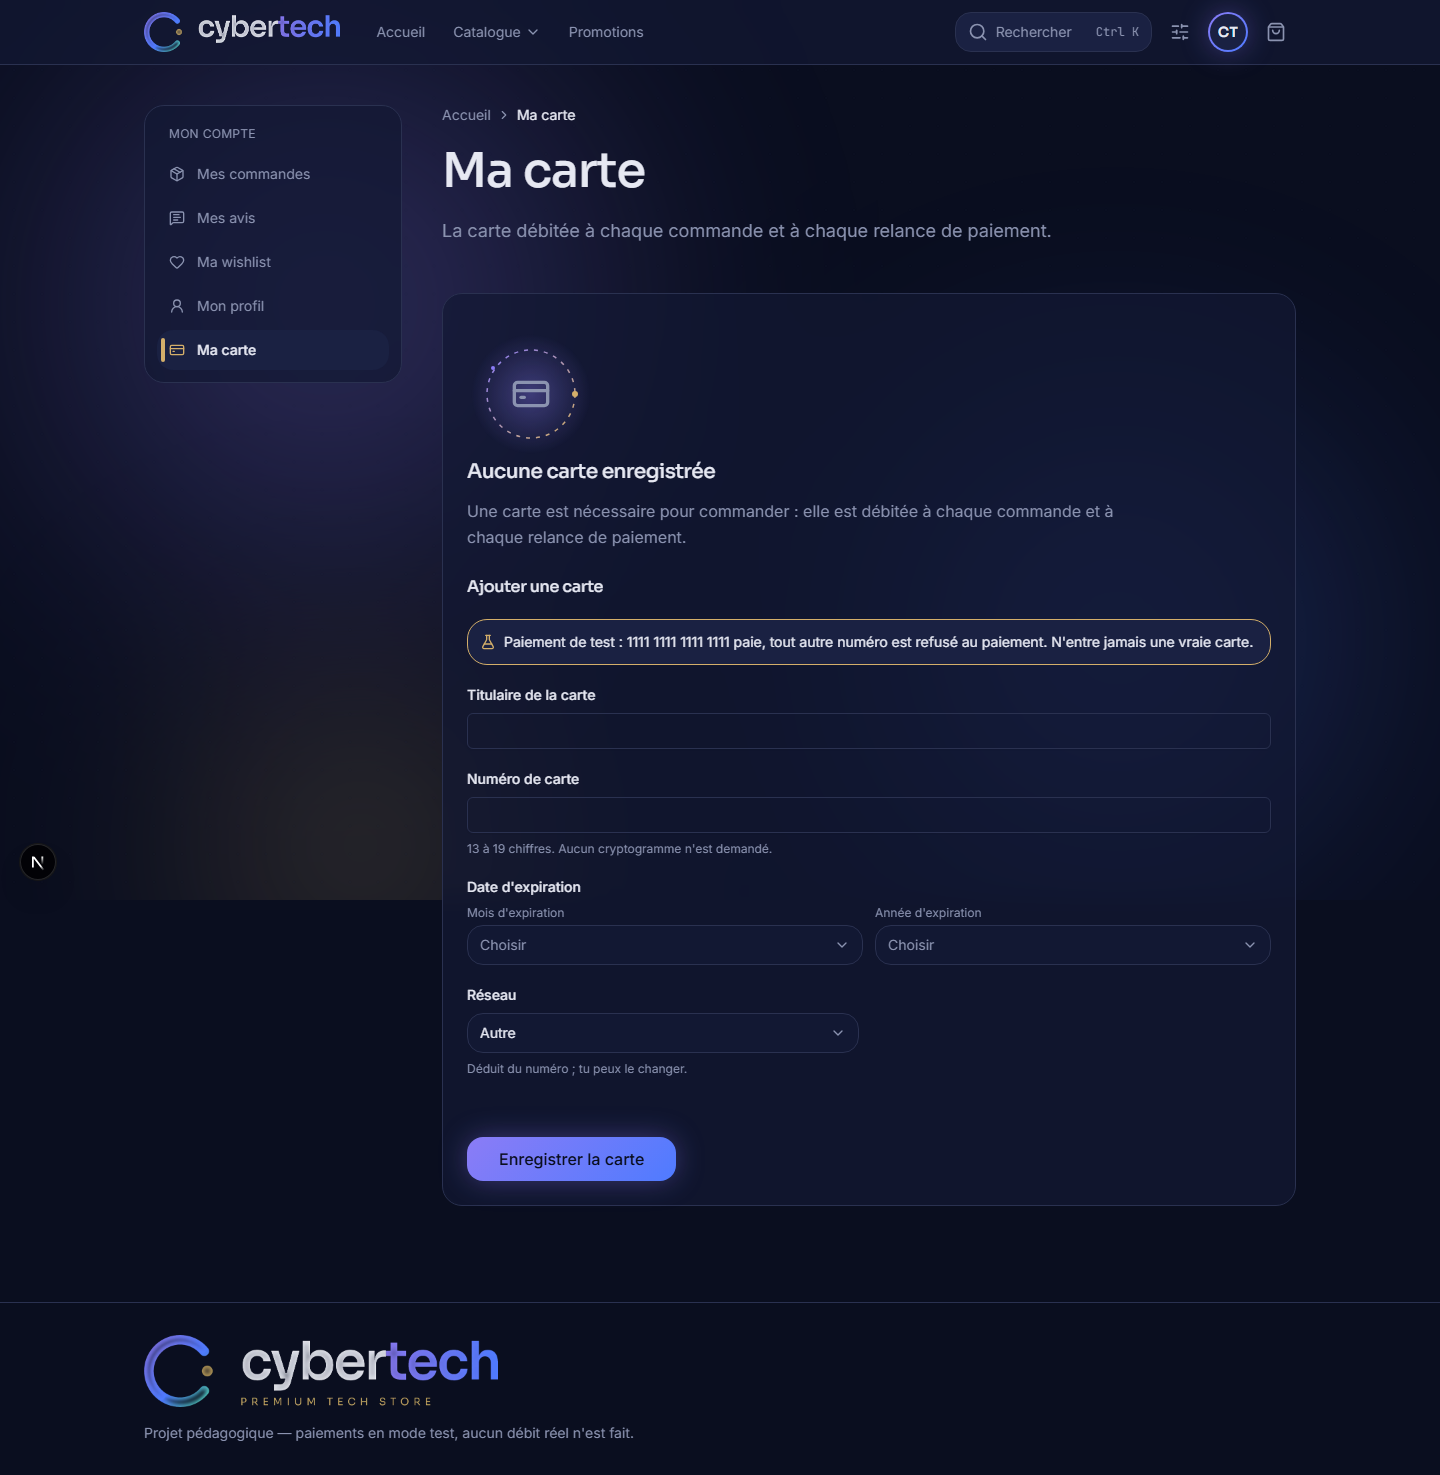 cybertech
Accueil
Catalogue
Promotions
Rechercher
Ctrl K
CT
MON COMPTE
Mes commandes
Mes avis
Ma wishlist
Mon profil
Ma carte
Accueil > Ma carte
Ma carte
La carte débitée à chaque commande et à chaque relance de paiement.
Aucune carte enregistrée
Une carte est nécessaire pour commander : elle est débitée à chaque commande et à
chaque relance de paiement.
Ajouter une carte
Paiement de test : 1111 1111 1111 1111 paie, tout autre numéro est refusé au paiement. N'entre jamais une vraie carte.
Titulaire de la carte
Numéro de carte
13 à 19 chiffres. Aucun cryptogramme n'est demandé.
Date d'expiration
Mois d'expiration
Année d'expiration
Choisir
Choisir
Réseau
Autre
Déduit du numéro ; tu peux le changer.
Enregistrer la carte
N
cybertech
PREMIUM TECH STORE
Projet pédagogique — paiements en mode test, aucun débit réel n'est fait.